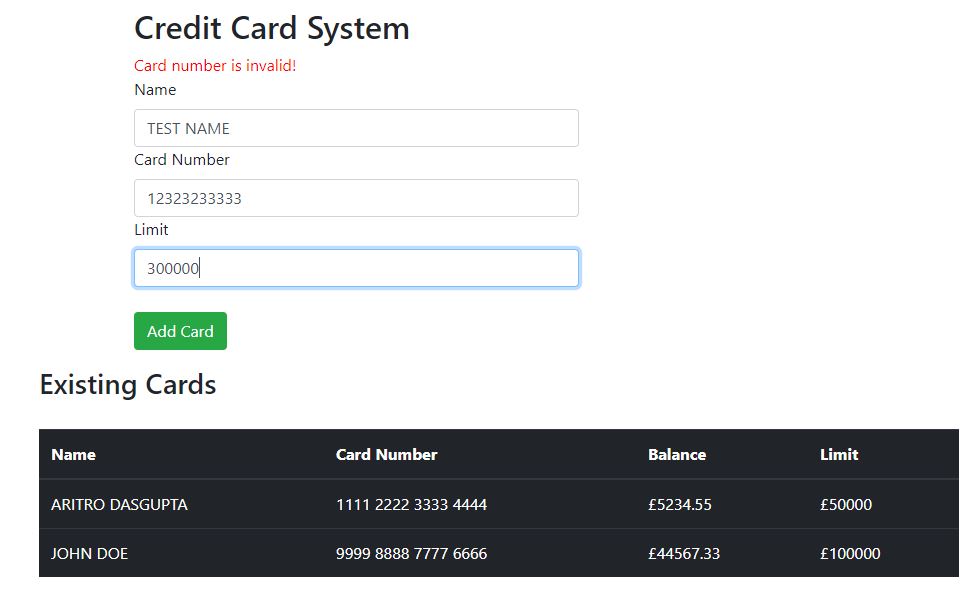 Credit Card System
Card number is invalid!
Name
TEST NAME
Card Number
12323233333
Limit
300000
Add Card
Existing Cards
Name Card Number Balance Limit
ARITRO DASGUPTA 1111 2222 3333 4444 £5234.55 £50000
JOHN DOE 9999 8888 7777 6666 £44567.33 £100000